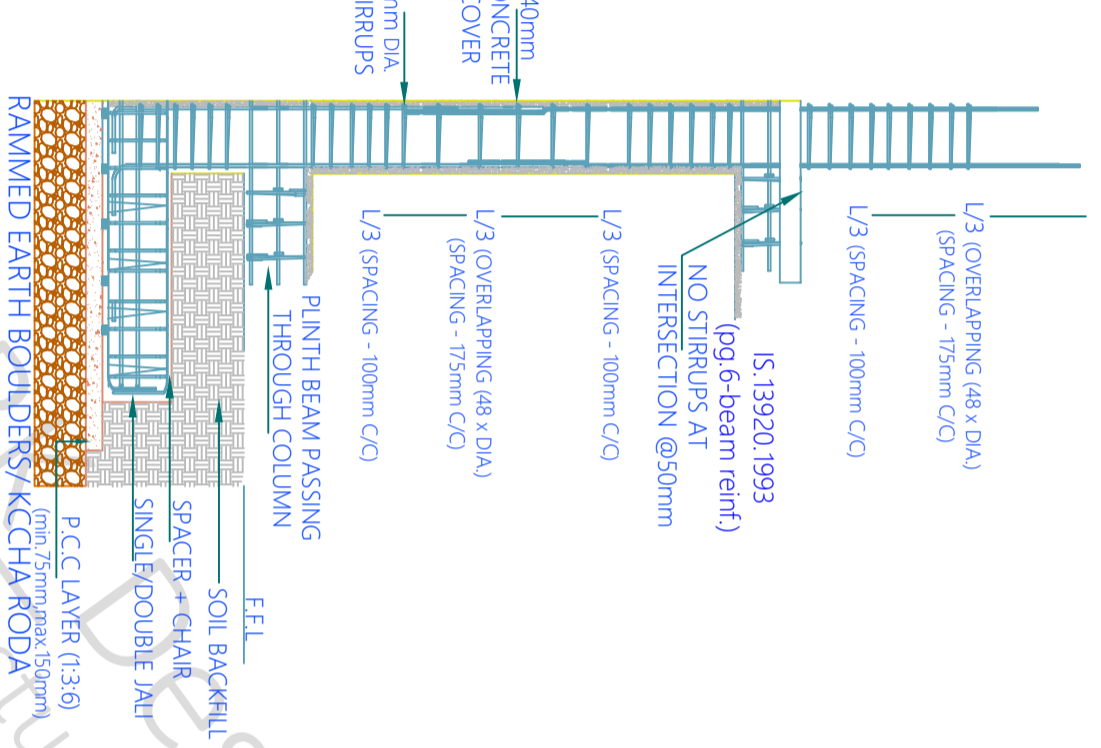 40mm
CONCRETE
COVER
mm DIA.
STIRRUPS
L/3 (OVERLAPPING (48 x DIA.)
(SPACING - 175mm C/C)
L/3 (SPACING - 100mm C/C)
IS.13920.1993
(pg.6-beam reinf.)
NO STIRRUPS AT
INTERSECTION @50mm
L/3 (SPACING - 100mm C/C)
L/3 (OVERLAPPING (48 x DIA.)
(SPACING - 175mm C/C)
L/3 (SPACING - 100mm C/C)
PLINTH BEAM PASSING
THROUGH COLUMN
F.F.L
SOIL BACKFILL
SPACER + CHAIR
SINGLE/DOUBLE JALI
P.C.C LAYER (1:3:6)
(min.75mm,max.150mm)
RAMMED EARTH BOULDERS/ KCCHA RODA